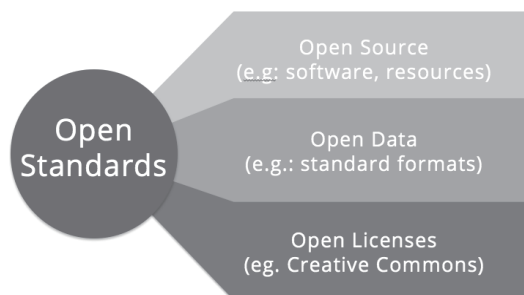 Open
Standards
Open Source
(e.g: software, resources)
Open Data
(e.g.: standard formats)
Open Licenses
(eg. Creative Commons)